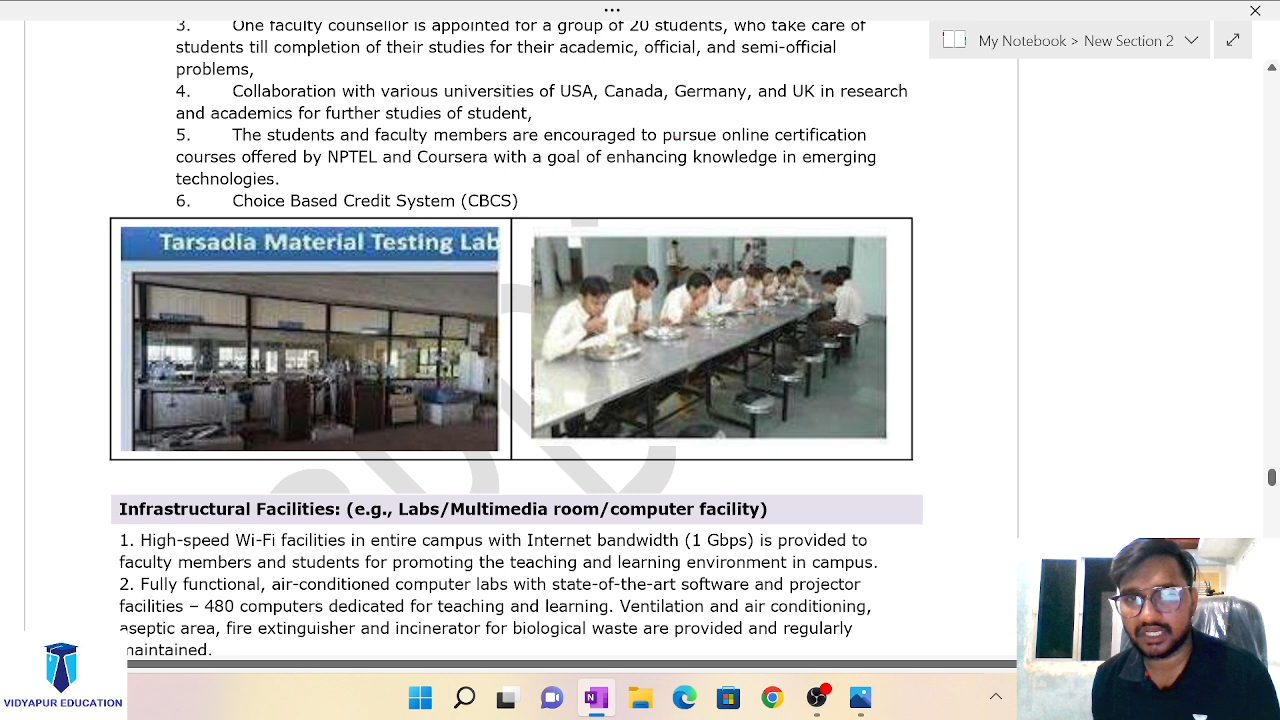 3. One faculty counsellor is appointed for a group of 20 students, who take care of
students till completion of their studies for their academic, official, and semi-official
problems,
4. Collaboration with various universities of USA, Canada, Germany, and UK in research
and academics for further studies of student,
5. The students and faculty members are encouraged to pursue online certification
courses offered by NPTEL and Coursera with a goal of enhancing knowledge in emerging
technologies.
6. Choice Based Credit System (CBCS)
My Notebook > New Section 2
Tarsadia Material Testing Lab
Infrastructural Facilities: (e.g., Labs/Multimedia room/computer facility)
1. High-speed Wi-Fi facilities in entire campus with Internet bandwidth (1 Gbps) is provided to
faculty members and students for promoting the teaching and learning environment in campus.
2. Fully functional, air-conditioned computer labs with state-of-the-art software and projector
facilities – 480 computers dedicated for teaching and learning. Ventilation and air conditioning,
aseptic area, fire extinguisher and incinerator for biological waste are provided and regularly
maintained.
VIDYAPUR EDUCATION